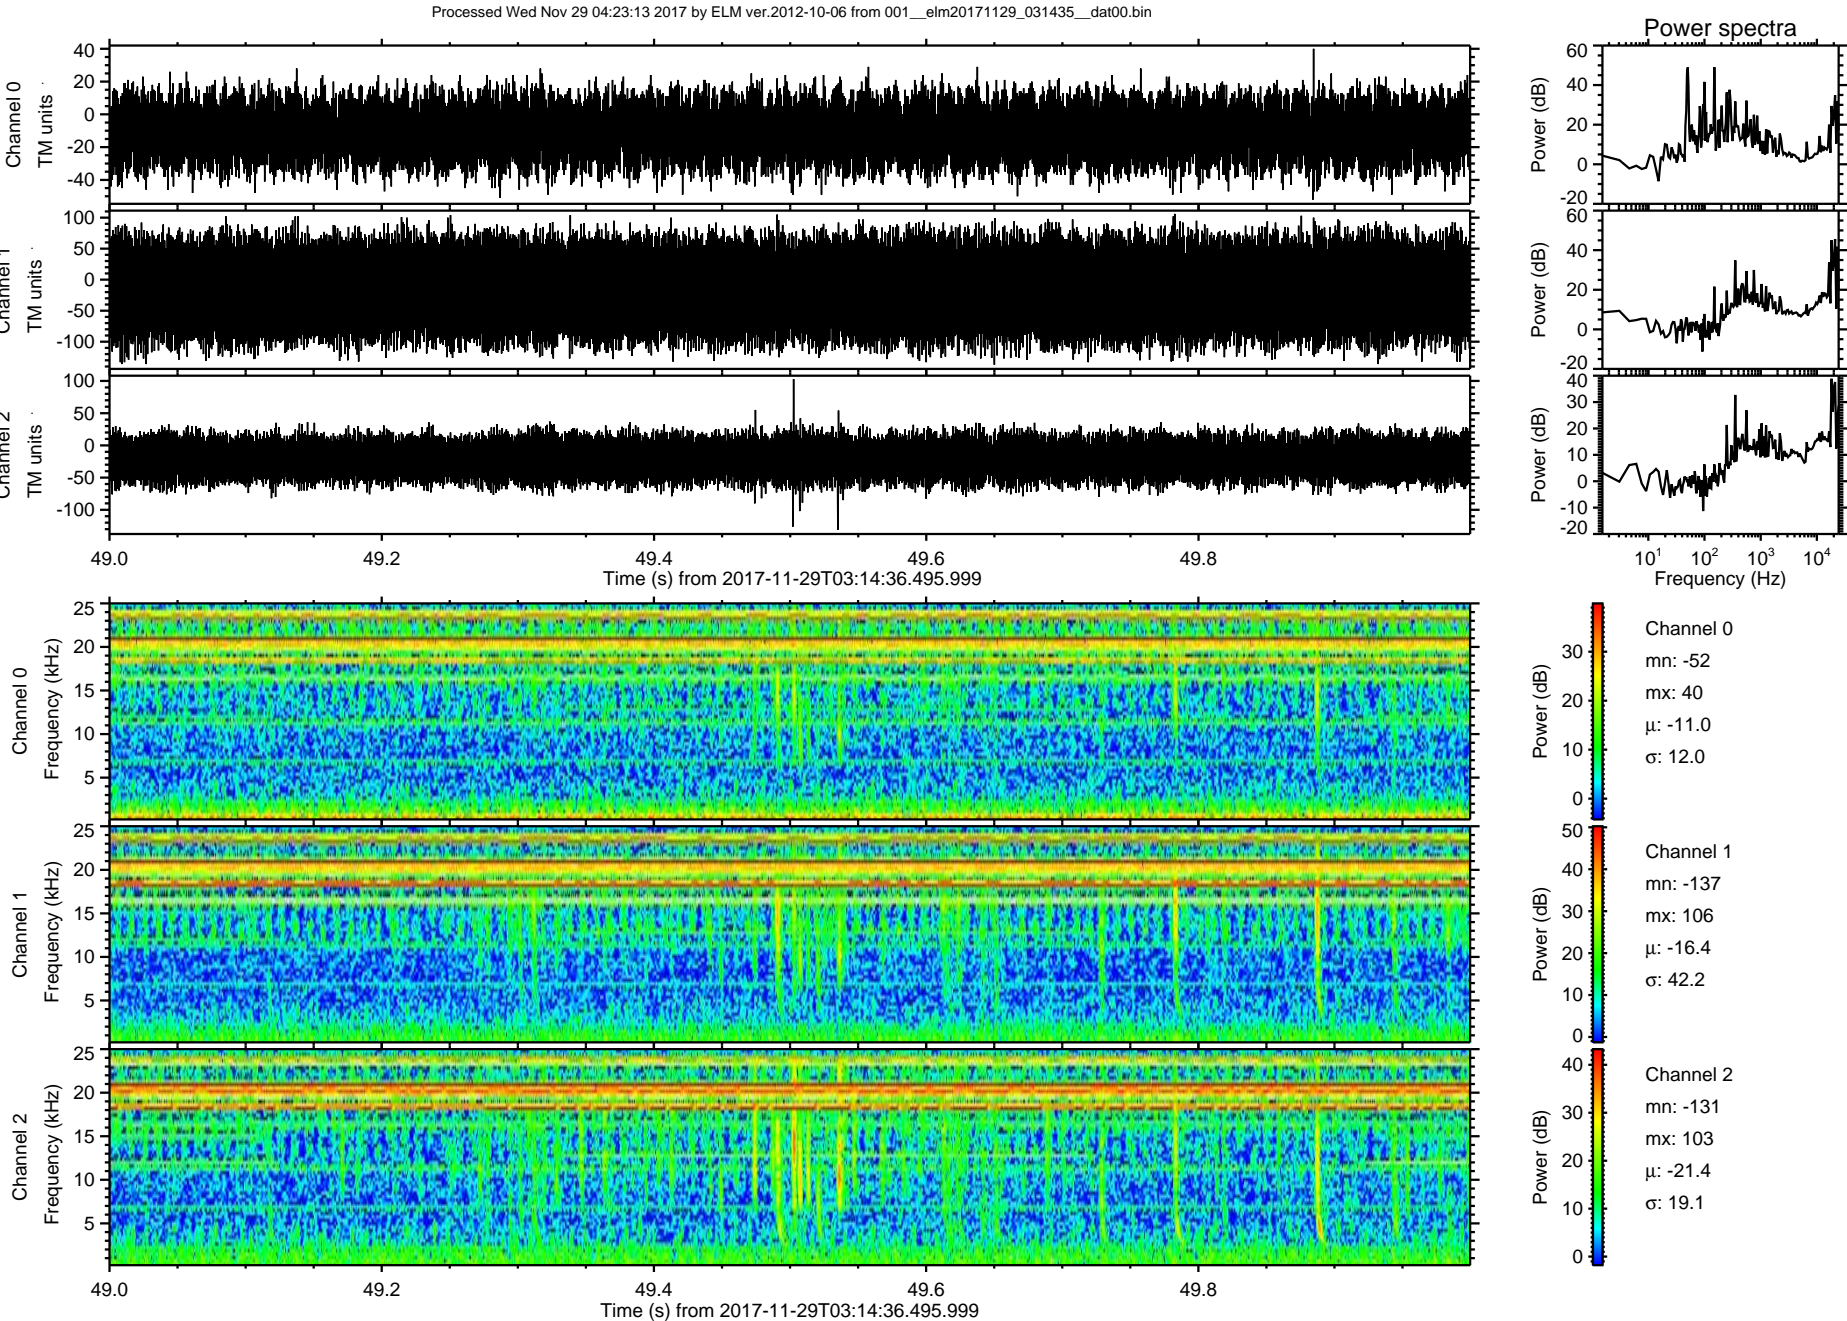 Processed Wed Nov 29 04:23:13 2017 by ELM ver.2012-10-06 from 001__elm20171129_031435__dat00.bin
Power spectra
Channel 0
TM units
40
20
0
-20
-40
Power (dB)
60
40
20
0
-20
Channel 1
TM units
100
50
0
-50
-100
Power (dB)
60
40
20
0
-20
Channel 2
TM units
100
50
0
-50
-100
Power (dB)
40
30
20
10
0
-10
-20
49.0 49.2 49.4 49.6 49.8
Time (s) from 2017-11-29T03:14:36.495.999
10¹ 10² 10³ 10⁴
Frequency (Hz)
Channel 0
Frequency (kHz)
25
20
15
10
5
Power (dB)
30
20
10
0
Channel 0
mn: -52
mx: 40
μ: -11.0
σ: 12.0
Channel 1
Frequency (kHz)
25
20
15
10
5
Power (dB)
50
40
30
20
10
0
Channel 1
mn: -137
mx: 106
μ: -16.4
σ: 42.2
Channel 2
Frequency (kHz)
25
20
15
10
5
Power (dB)
40
30
20
10
0
Channel 2
mn: -131
mx: 103
μ: -21.4
σ: 19.1
49.0 49.2 49.4 49.6 49.8
Time (s) from 2017-11-29T03:14:36.495.999